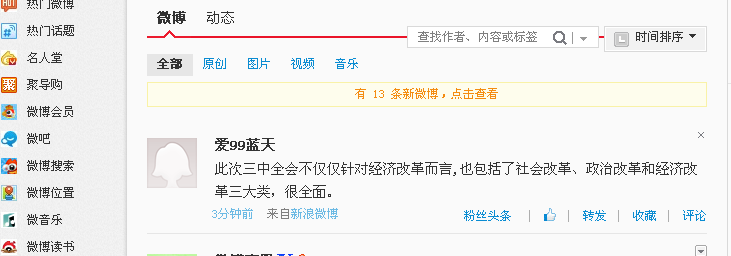 热门微博
热门话题
名人堂
聚导购
微博会员
微吧
微博搜索
微博位置
微音乐
微博读书
微博 动态
查找作者、内容或标签
时间排序
全部 原创 图片 视频 音乐
有 13 条新微博，点击查看
爱99蓝天
此次三中全会不仅仅针对经济改革而言,也包括了社会改革、政治改革和经济改
革三大类，很全面。
3分钟前 来自新浪微博
粉丝头条 | | 转发 | 收藏 | 评论